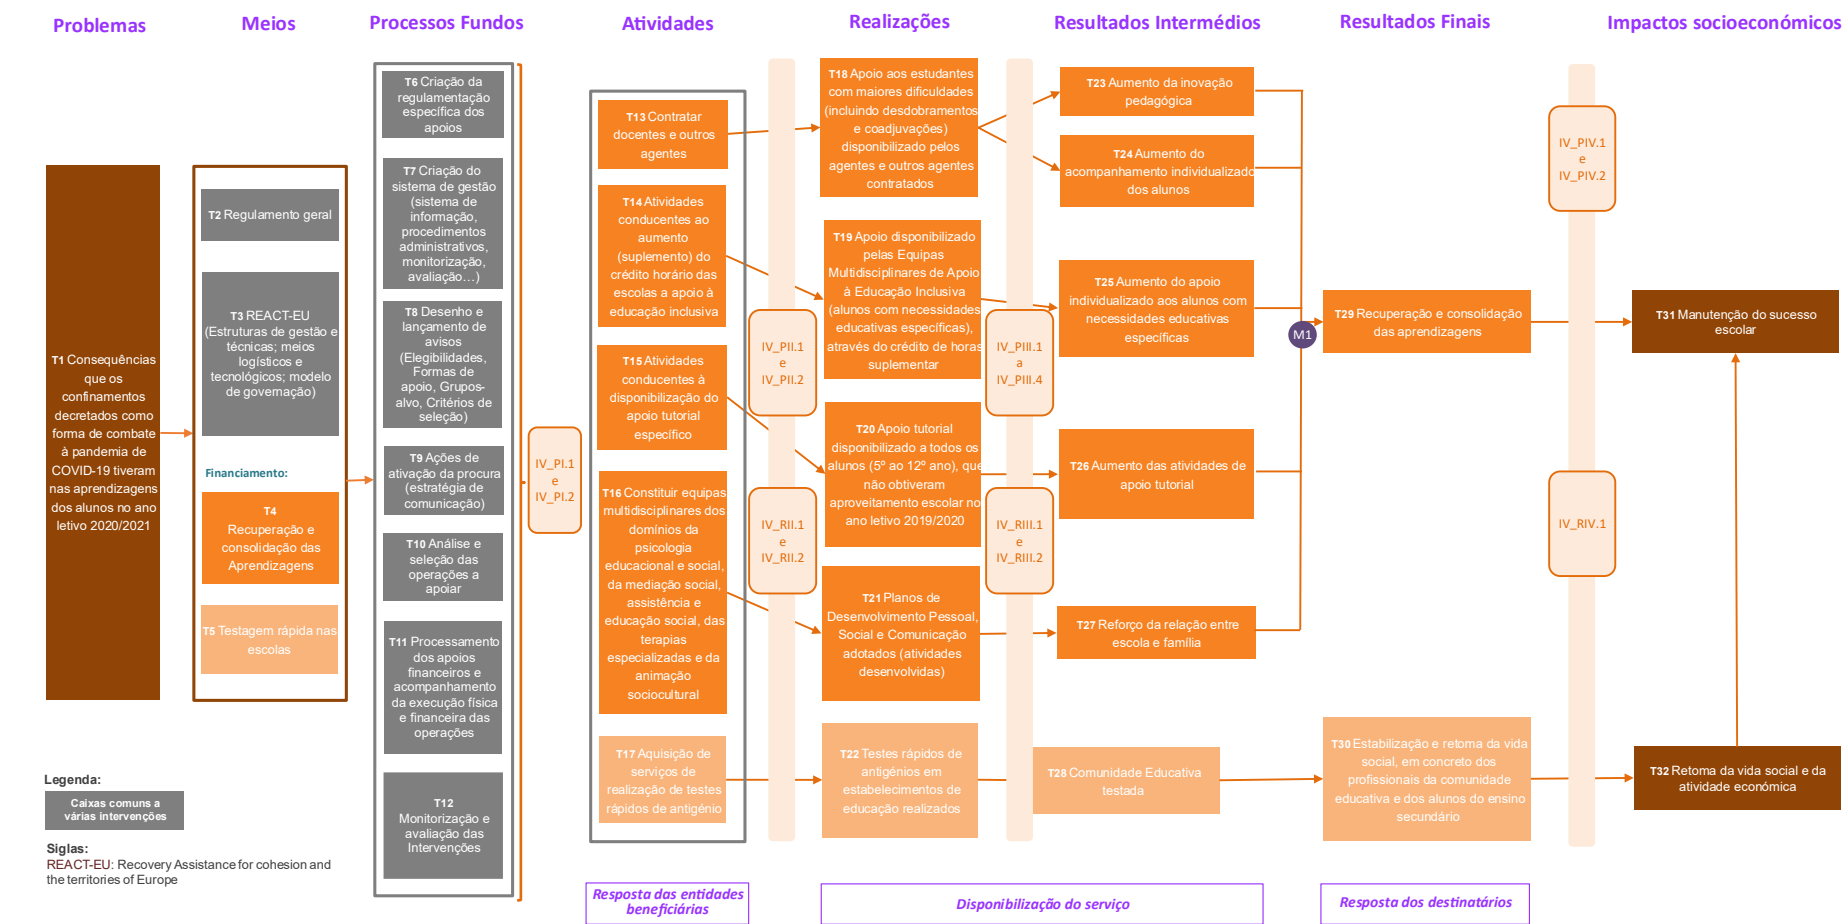 Problemas
Meios
Processos Fundos
Atividades
Realizações
Resultados Intermédios
Resultados Finais
Impactos socioeconómicos
T1 Consequências
que os
confinamentos
decretados como
forma de combate
à pandemia de
COVID-19 tiveram
nas aprendizagens
dos alunos no ano
letivo 2020/2021
T2 Regulamento geral
T3 REACT-EU
(Estruturas de gestão e
técnicas; meios
logísticos e
tecnológicos; modelo
de governação)
Financiamento:
T4
Recuperação e
consolidação das
Aprendizagens
T5 Testagem rápida nas
escolas
T6 Criação da
regulamentação
específica dos
apoios
T7 Criação do
sistema de gestão
(sistema de
informação,
procedimentos
administrativos,
monitorização,
avaliação…)
T8 Desenho e
lançamento de
avisos
(Elegibilidades,
Formas de
apoio, Grupos-
alvo, Critérios de
seleção)
T9 Ações de
ativação da procura
(estratégia de
comunicação)
T10 Análise e
seleção das
operações a
apoiar
T11 Processamento
dos apoios
financeiros e
acompanhamento
da execução física
e financeira das
operações
T12
Monitorização e
avaliação das
Intervenções
IV_PI.1
e
IV_PI.2
T13 Contratar
docentes e outros
agentes
T14 Atividades
conducentes ao
aumento
(suplemento) do
crédito horário das
escolas a apoio à
educação inclusiva
T15 Atividades
conducentes à
disponibilização do
apoio tutorial
específico
T16 Constituir equipas
multidisciplinares dos
domínios da
psicologia
educacional e social,
da mediação social,
assistência e
educação social, das
terapias
especializadas e da
animação
sociocultural
T17 Aquisição de
serviços de
realização de testes
rápidos de antigénio
IV_PII.1
e
IV_PII.2
IV_RII.1
e
IV_RII.2
T18 Apoio aos estudantes
com maiores dificuldades
(incluindo desdobramentos
e coadjuvações)
disponibilizado pelos
agentes e outros agentes
contratados
T19 Apoio disponibilizado
pelas Equipas
Multidisciplinares de Apoio
à Educação Inclusiva
(alunos com necessidades
educativas específicas),
através do crédito de horas
suplementar
T20 Apoio tutorial
disponibilizado a todos os
alunos (5º ao 12º ano), que
não obtiveram
aproveitamento escolar no
ano letivo 2019/2020
T21 Planos de
Desenvolvimento Pessoal,
Social e Comunicação
adotados (atividades
desenvolvidas)
T22 Testes rápidos de
antigénios em
estabelecimentos de
educação realizados
IV_PIII.1
a
IV_PIII.4
IV_RIII.1
e
IV_RIII.2
T23 Aumento da inovação
pedagógica
T24 Aumento do
acompanhamento individualizado
dos alunos
T25 Aumento do apoio
individualizado aos alunos com
necessidades educativas
específicas
T26 Aumento das atividades de
apoio tutorial
T27 Reforço da relação entre
escola e família
T28 Comunidade Educativa
testada
M1
T29 Recuperação e consolidação
das aprendizagens
T30 Estabilização e retoma da vida
social, em concreto dos
profissionais da comunidade
educativa e dos alunos do ensino
secundário
IV_PIV.1
e
IV_PIV.2
IV_RIV.1
T31 Manutenção do sucesso
escolar
T32 Retoma da vida social e da
atividade económica
Legenda:
Caixas comuns a
várias intervenções
Siglas:
REACT-EU: Recovery Assistance for cohesion and
the territories of Europe
Resposta das entidades
beneficiárias
Disponibilização do serviço
Resposta dos destinatários